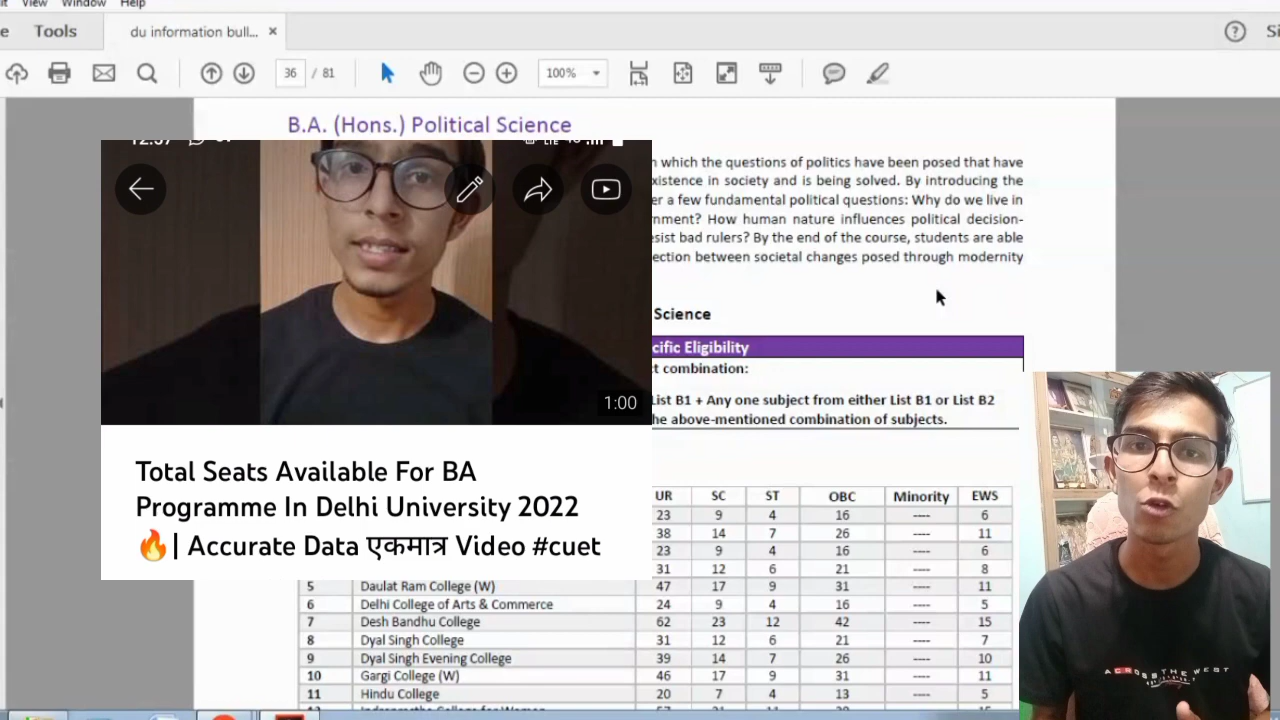 View Window Help
Tools du information bull... ×
36 / 81 100%
B.A. (Hons.) Political Science
n which the questions of politics have been posed that have
xistence in society and is being solved. By introducing the
er a few fundamental political questions: Why do we live in
rnment? How human nature influences political decision-
esist bad rulers? By the end of the course, students are able
ection between societal changes posed through modernity
Science
cific Eligibility
t combination:
List B1 + Any one subject from either List B1 or List B2
he above-mentioned combination of subjects.
1:00
Total Seats Available For BA
Programme In Delhi University 2022
🔥| Accurate Data एकमात्र Video #cuet
UR SC ST OBC Minority EWS
23 9 4 16 ---- 6
38 14 7 26 ---- 11
23 9 4 16 ---- 6
31 12 6 21 ---- 8
5 Daulat Ram College (W) 47 17 9 31 ---- 11
6 Delhi College of Arts & Commerce 24 9 4 16 ---- 5
7 Desh Bandhu College 62 23 12 42 ---- 15
8 Dyal Singh College 31 12 6 21 ---- 7
9 Dyal Singh Evening College 39 14 7 26 ---- 10
10 Gargi College (W) 46 17 9 31 ---- 11
11 Hindu College 20 7 4 13 ---- 5
ACROSS THE WEST